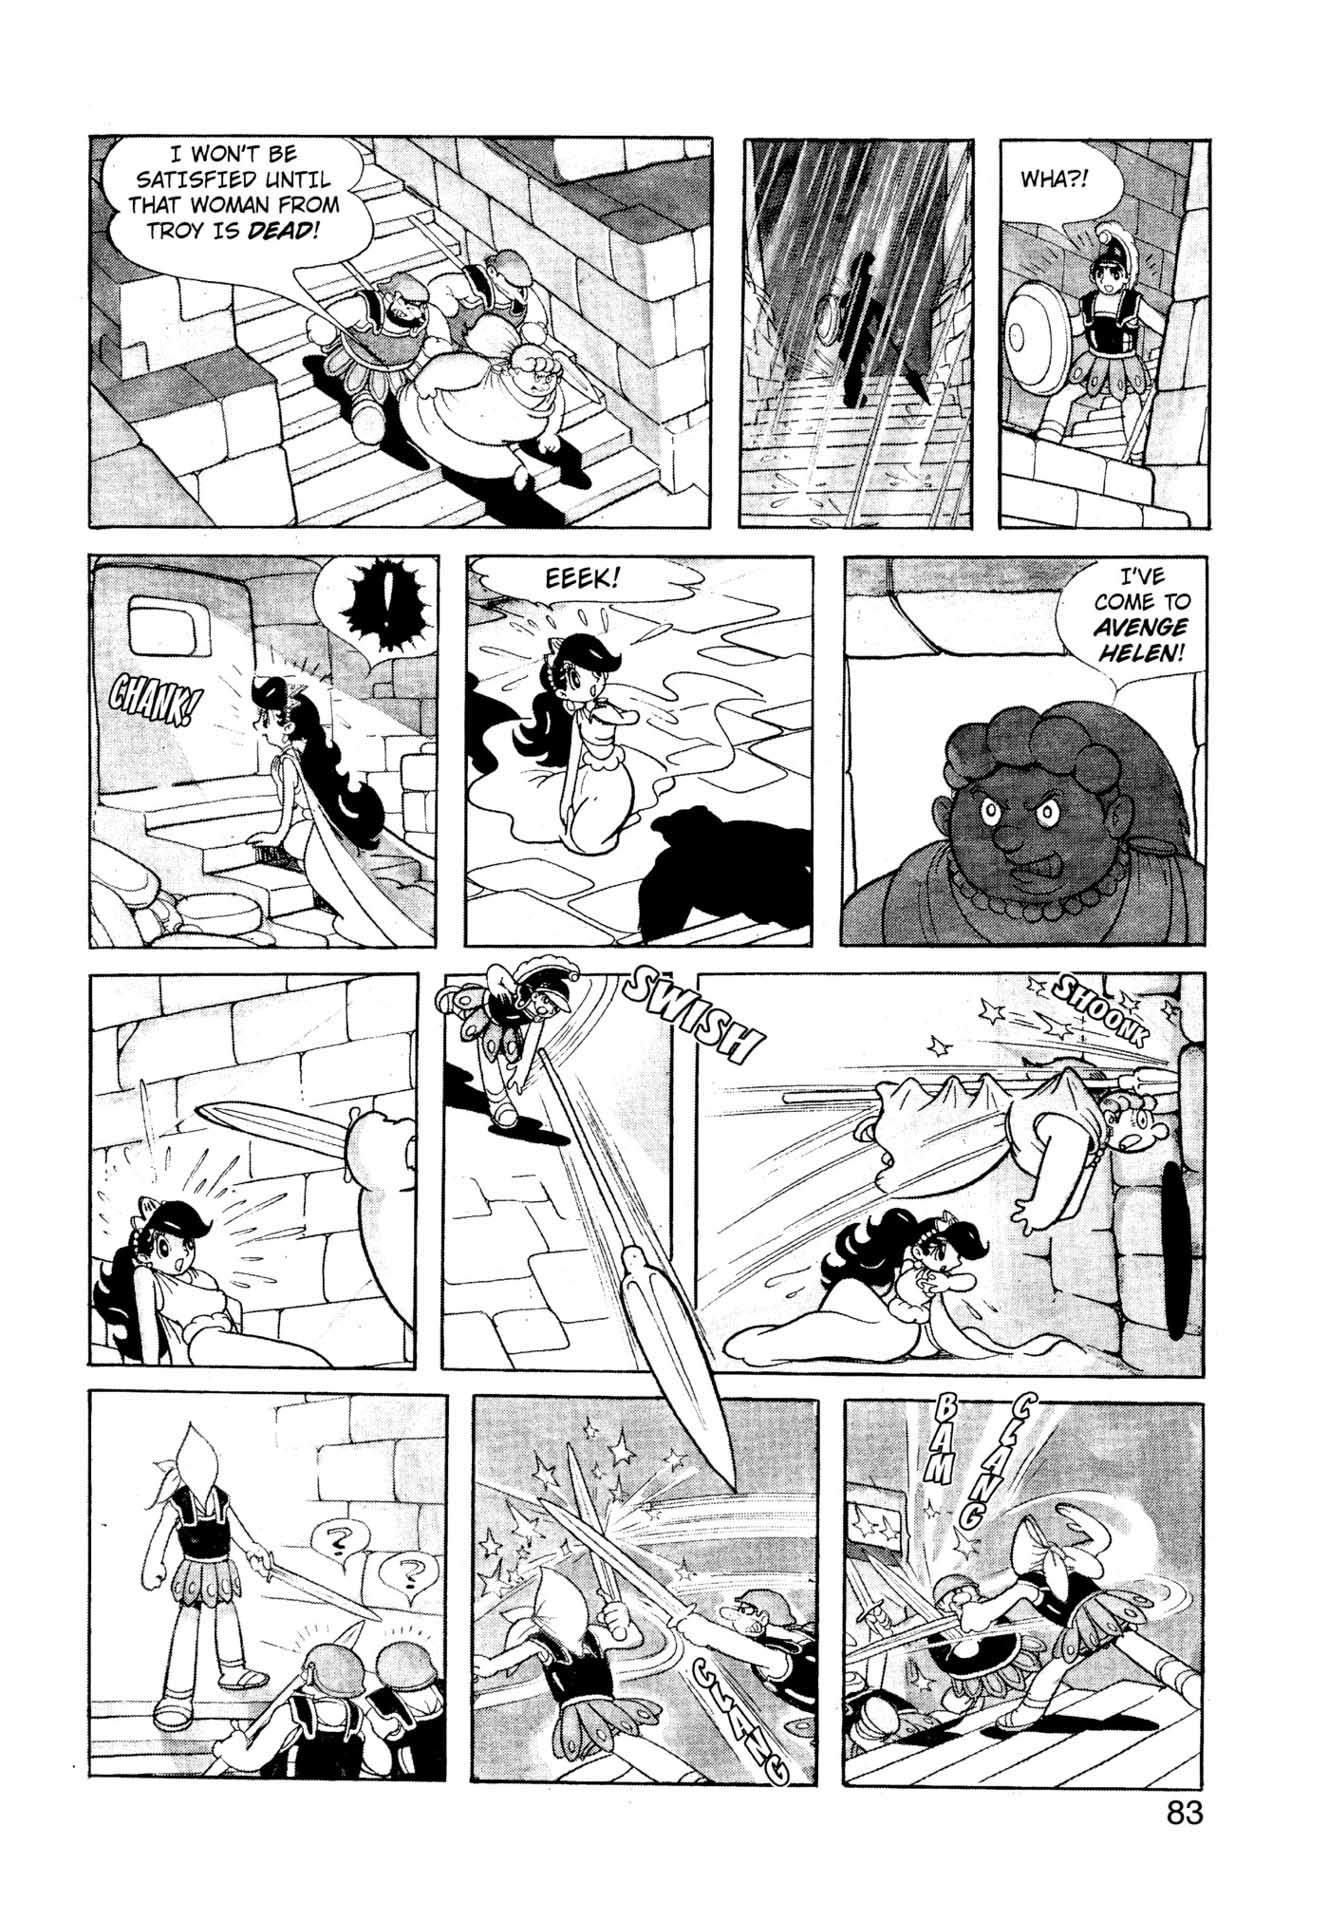 I WON'T BE
SATISFIED UNTIL
THAT WOMAN FROM
TROY IS DEAD!
WHA?!
!
CHANK!
EEEK!
I'VE
COME TO
AVENGE
HELEN!
SWISH
SHOONK
?
?
CLANG
BAM
CLANG
83